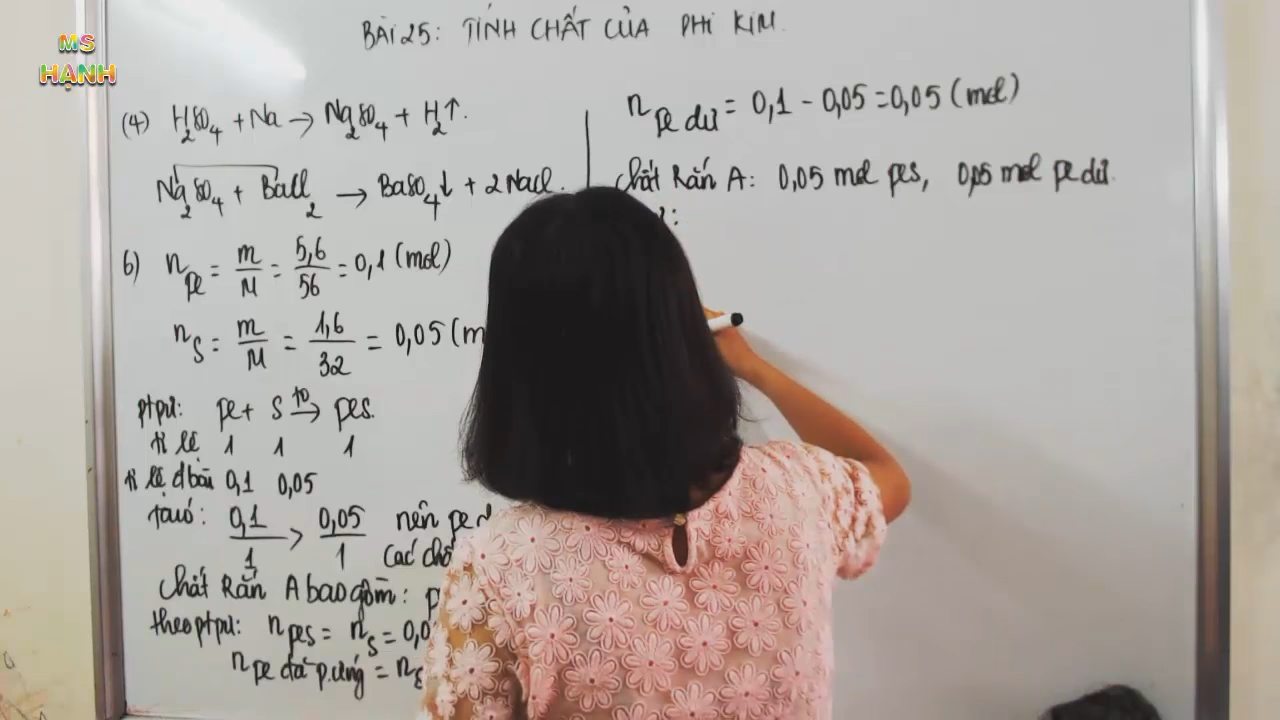 MS
HẠNH
BÀI 25: TÍNH CHẤT CỦA PHI KIM.
(4) H2SO4 + Na → Na2SO4 + H2↑.
Na2SO4 + BaCl2 → BaSO4↓ + 2NaCl.
6) nFe = m/M = 5,6/56 = 0,1 (mol)
nS = m/M = 1,6/32 = 0,05 (m
ptpư: Fe + S t0→ FeS.
tỉ lệ 1 1 1
tỉ lệ đbài 0,1 0,05
Ta có: 0,1/1 > 0,05/1 nên Fe d
Các
Chất Rắn A bao gồm: F
theo ptpư: nFeS = nS = 0,0
nFe đã p.ứng = nS
nFe dư = 0,1 - 0,05 = 0,05 (mol)
Chất Rắn A: 0,05 mol FeS, 0,05 mol Fe dư.